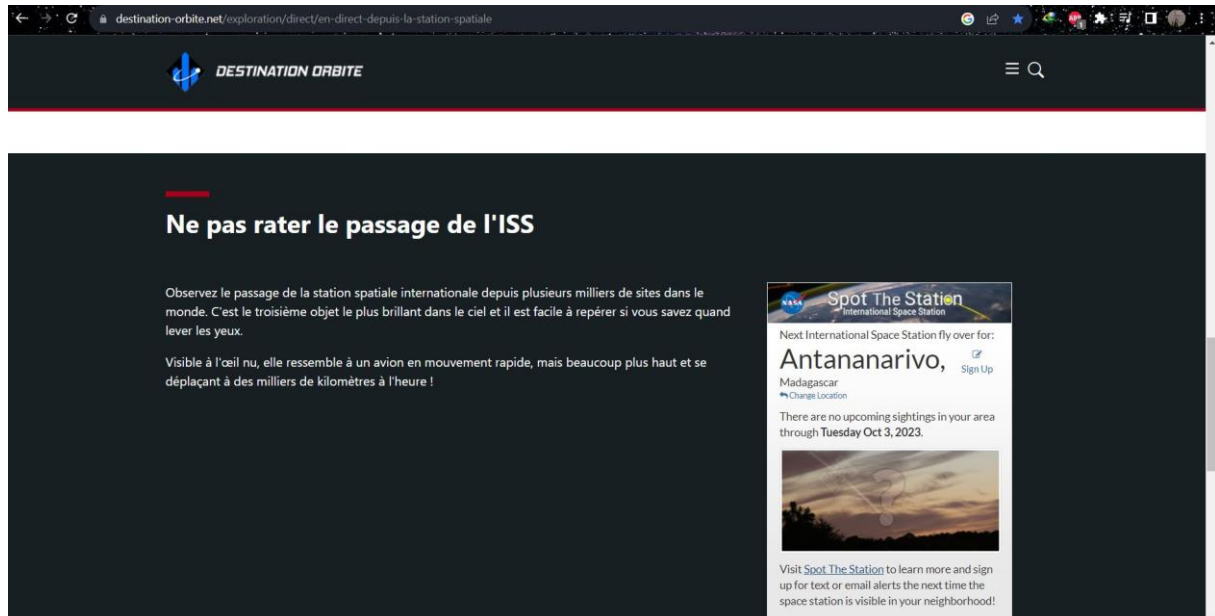 destination-orbite.net/exploration/direct/en-direct-depuis-la-station-spatiale
DESTINATION ORBITE
Ne pas rater le passage de l'ISS
Observez le passage de la station spatiale internationale depuis plusieurs milliers de sites dans le
monde. C'est le troisième objet le plus brillant dans le ciel et il est facile à repérer si vous savez quand
lever les yeux.
Visible à l'œil nu, elle ressemble à un avion en mouvement rapide, mais beaucoup plus haut et se
déplaçant à des milliers de kilomètres à l'heure !
NASA
Spot The Station
International Space Station
Next International Space Station fly over for:
Antananarivo,
Sign Up
Madagascar
Change Location
There are no upcoming sightings in your area
through Tuesday Oct 3, 2023.
Visit Spot The Station to learn more and sign
up for text or email alerts the next time the
space station is visible in your neighborhood!